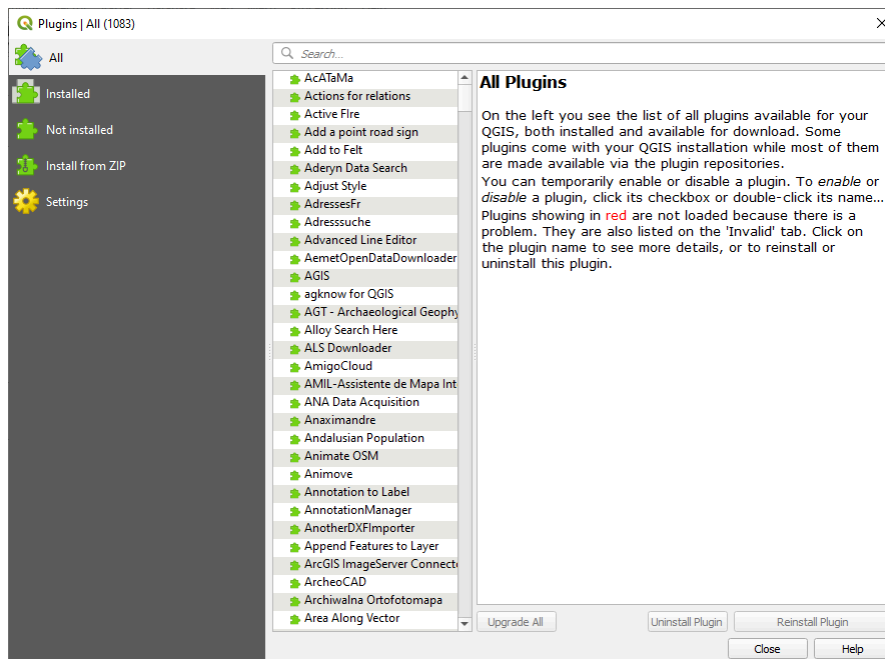 Plugins | All (1083)
All
Installed
Not installed
Install from ZIP
Settings
Search...
AcATaMa
Actions for relations
Active FIre
Add a point road sign
Add to Felt
Aderyn Data Search
Adjust Style
AdressesFr
Adresssuche
Advanced Line Editor
AemetOpenDataDownloader
AGIS
agknow for QGIS
AGT - Archaeological Geophy
Alloy Search Here
ALS Downloader
AmigoCloud
AMIL-Assistente de Mapa Int
ANA Data Acquisition
Anaximandre
Andalusian Population
Animate OSM
Animove
Annotation to Label
AnnotationManager
AnotherDXFImporter
Append Features to Layer
ArcGIS ImageServer Connecto
ArcheoCAD
Archiwalna Ortofotomapa
Area Along Vector
All Plugins
On the left you see the list of all plugins available for your
QGIS, both installed and available for download. Some
plugins come with your QGIS installation while most of them
are made available via the plugin repositories.
You can temporarily enable or disable a plugin. To enable or
disable a plugin, click its checkbox or double-click its name...
Plugins showing in red are not loaded because there is a
problem. They are also listed on the 'Invalid' tab. Click on
the plugin name to see more details, or to reinstall or
uninstall this plugin.
Upgrade All
Uninstall Plugin
Reinstall Plugin
Close
Help